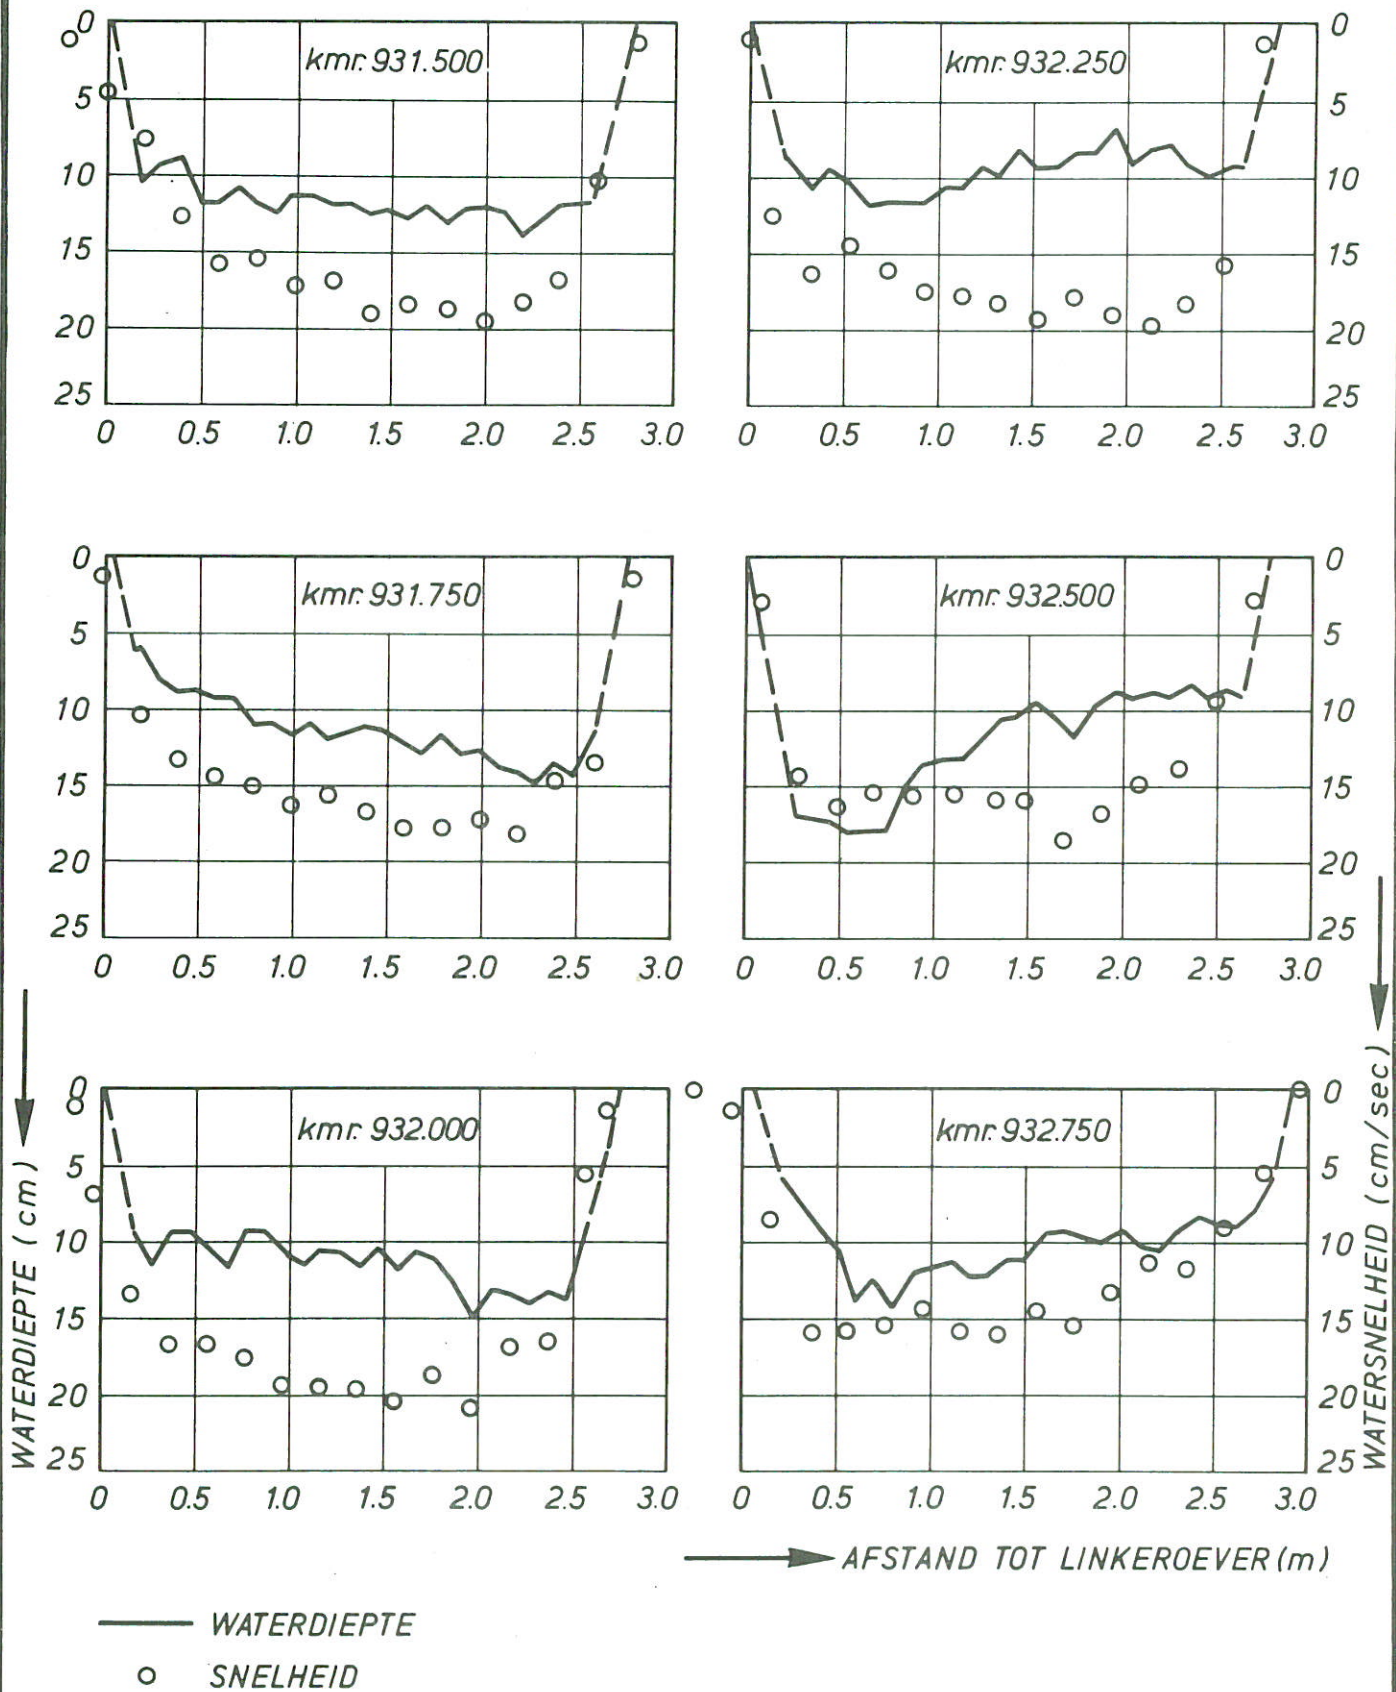 0 0
kmr. 931.500 kmr. 932.250
5 5
10 10
15 15
20 20
25 25
0 0.5 1.0 1.5 2.0 2.5 3.0 0 0.5 1.0 1.5 2.0 2.5 3.0
0 0
kmr. 931.750 kmr. 932.500
5 5
10 10
15 15
20 20
25 25
0 0.5 1.0 1.5 2.0 2.5 3.0 0 0.5 1.0 1.5 2.0 2.5 3.0
0 0
kmr. 932.000 kmr. 932.750
5 5
10 10
15 15
20 20
25 25
0 0.5 1.0 1.5 2.0 2.5 3.0 0 0.5 1.0 1.5 2.0 2.5 3.0
WATERDIEPTE (cm)
WATERSNELHEID (cm/sec)
AFSTAND TOT LINKEROEVER (m)
WATERDIEPTE
SNELHEID